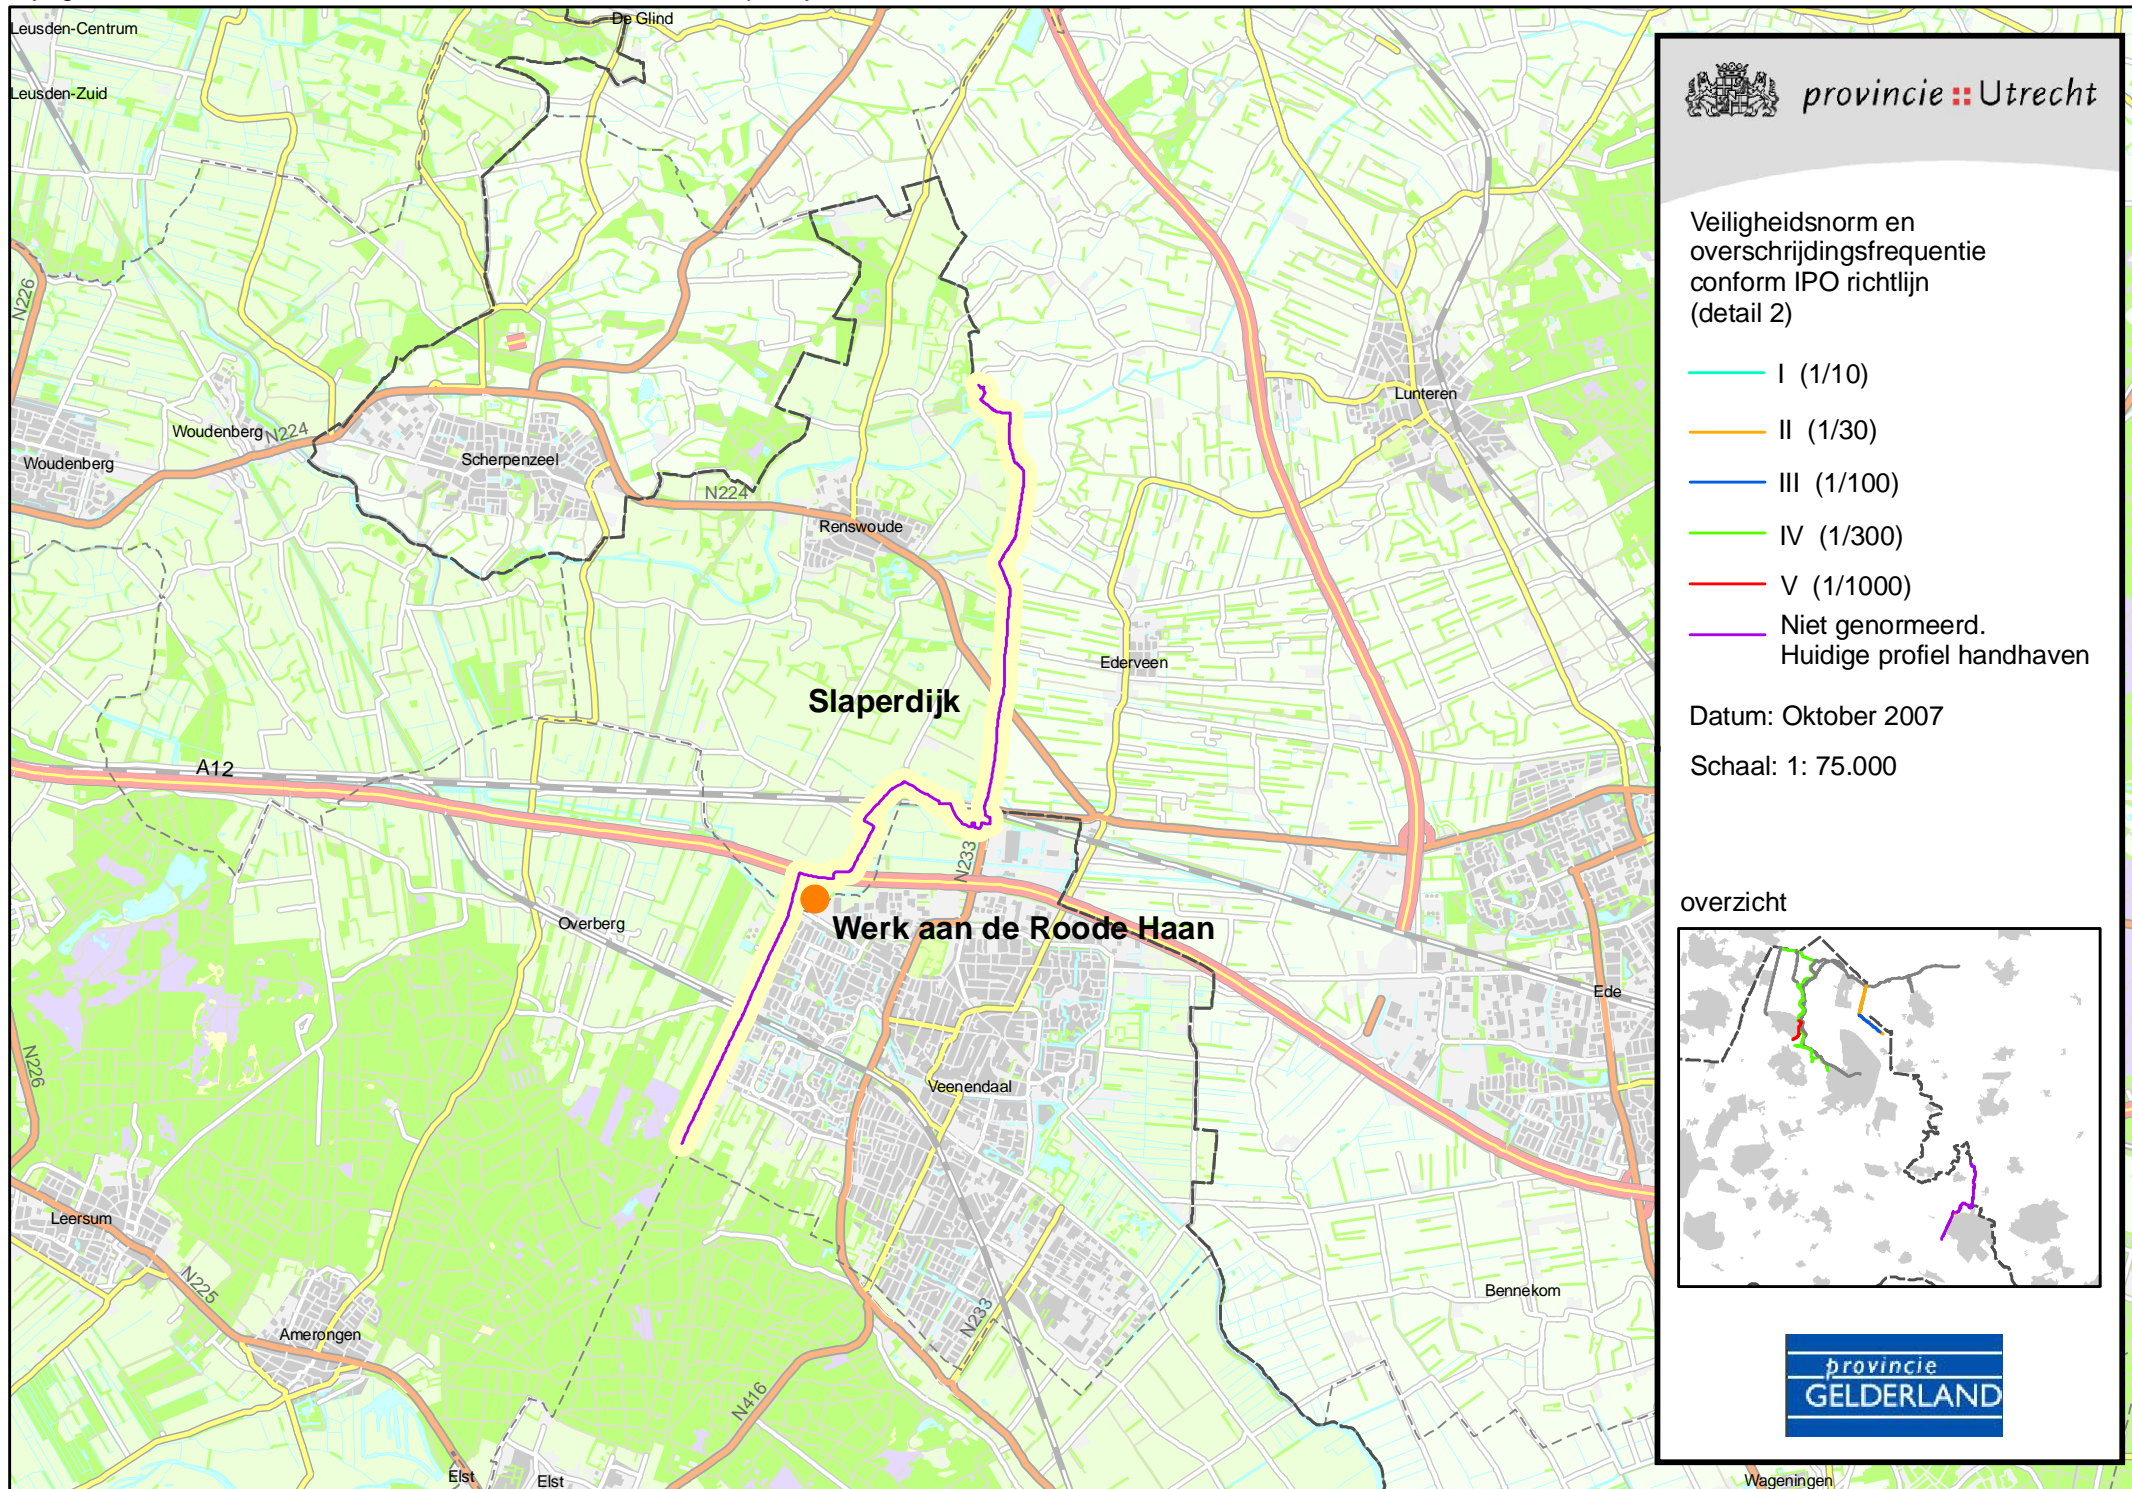 De Glind
Leusden-Centrum
Leusden-Zuid
N226
Woudenberg
N224
Woudenberg
Scherpenzeel
N224
Renswoude
Lunteren
Ederveen
Slaperdijk
A12
N233
Overberg
Werk aan de Roode Haan
Ede
N226
Veenendaal
Leersum
N225
Amerongen
N233
N416
Bennekom
Elst
Elst
Wageningen
provincie :: Utrecht
Veiligheidsnorm en
overschrijdingsfrequentie
conform IPO richtlijn
(detail 2)
I (1/10)
II (1/30)
III (1/100)
IV (1/300)
V (1/1000)
Niet genormeerd.
Huidige profiel handhaven
Datum: Oktober 2007
Schaal: 1: 75.000
overzicht
provincie
GELDERLAND